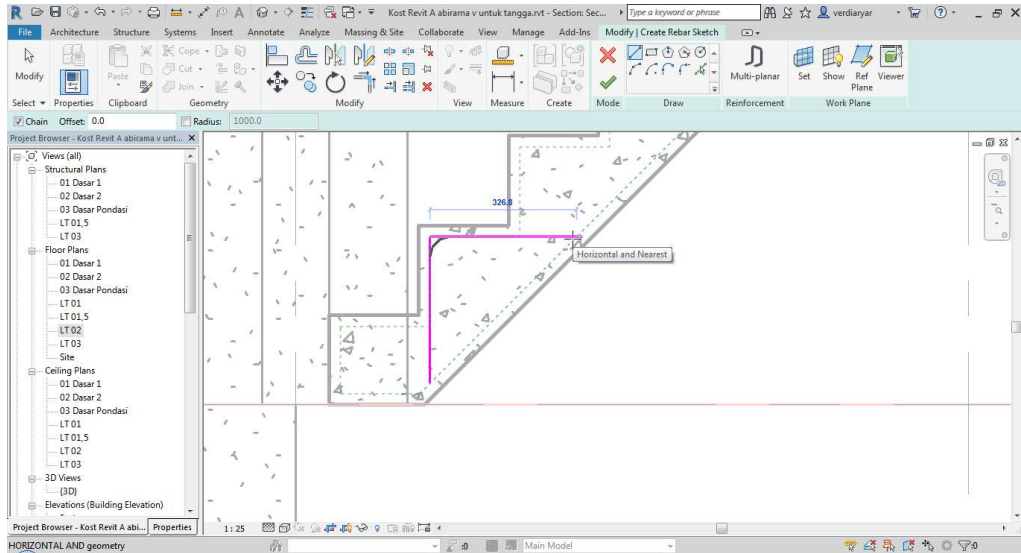 Kost Revit A abirama v untuk tangga.rvt - Section: Sec...
Type a keyword or phrase
verdiaryar
File Architecture Structure Systems Insert Annotate Analyze Massing & Site Collaborate View Manage Add-Ins Modify | Create Rebar Sketch
Modify
Paste
Cope
Cut
Join
Multi-planar
Set Show Ref Plane Viewer
Select Properties Clipboard Geometry Modify View Measure Create Mode Draw Reinforcement Work Plane
Chain Offset: 0.0 Radius: 1000.0
Project Browser - Kost Revit A abirama v unt...
Views (all)
Structural Plans
01 Dasar 1
02 Dasar 2
03 Dasar Pondasi
LT 01,5
LT 03
Floor Plans
01 Dasar 1
02 Dasar 2
03 Dasar Pondasi
LT 01
LT 01,5
LT 02
LT 03
Site
Ceiling Plans
01 Dasar 1
02 Dasar 2
03 Dasar Pondasi
LT 01
LT 01,5
LT 02
LT 03
3D Views
{3D}
Elevations (Building Elevation)
326.8
Horizontal and Nearest
Project Browser - Kost Revit A abi... Properties
1 : 25
HORIZONTAL AND geometry
:0
Main Model
:0